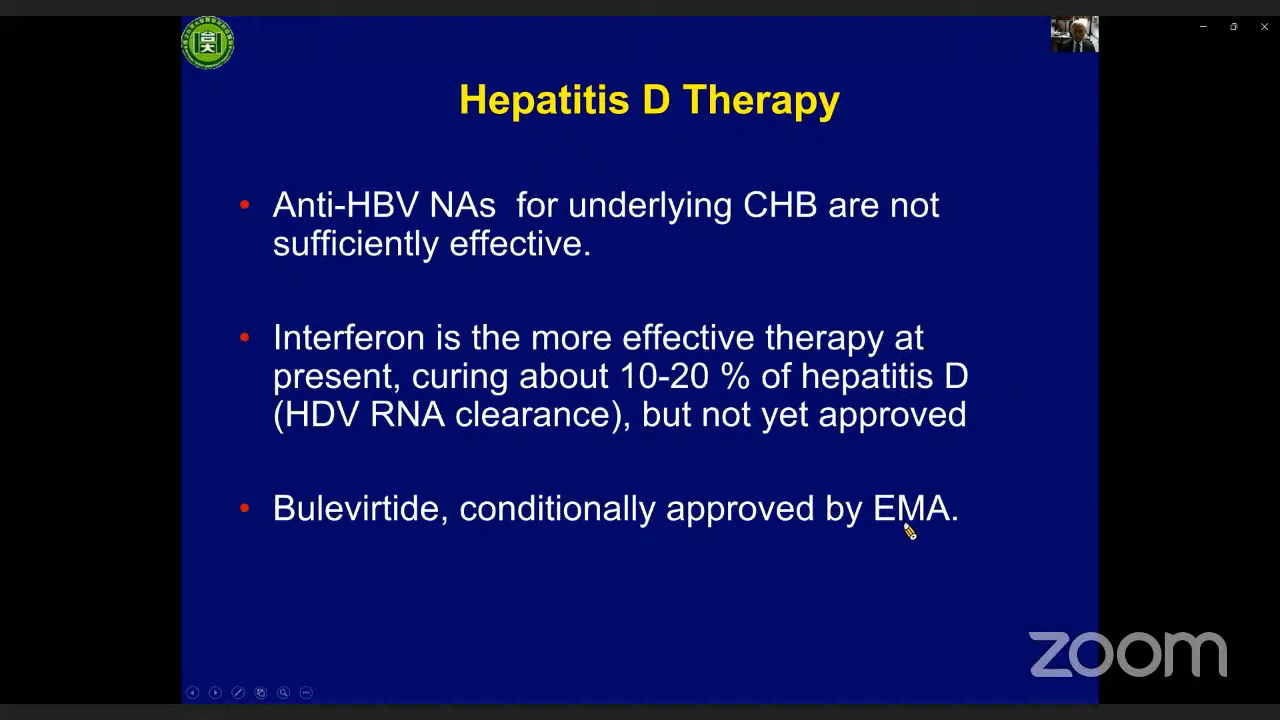 Hepatitis D Therapy
• Anti-HBV NAs for underlying CHB are not
sufficiently effective.
• Interferon is the more effective therapy at
present, curing about 10-20 % of hepatitis D
(HDV RNA clearance), but not yet approved
• Bulevirtide, conditionally approved by EMA.
zoom